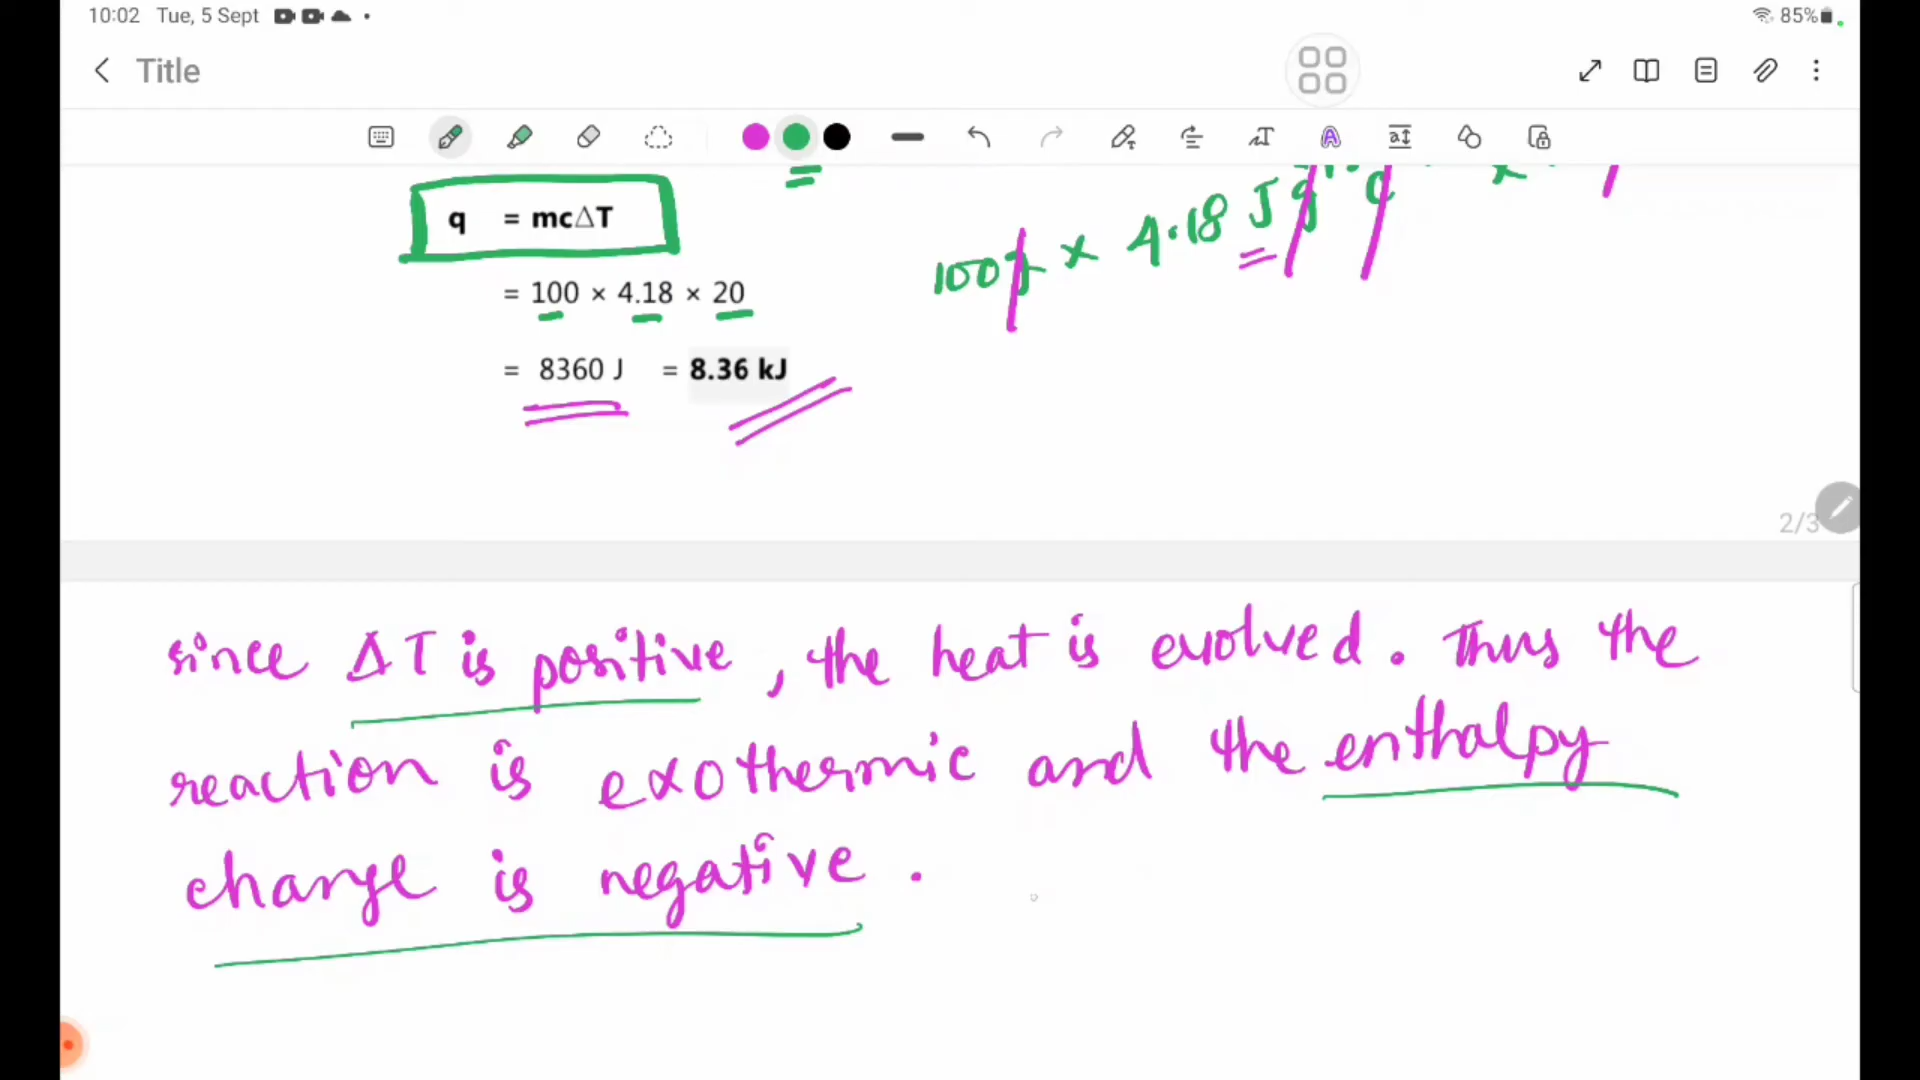 10:02 Tue, 5 Sept
85%
Title
q = mc△T
100g x 4.18 J
= 100 × 4.18 × 20
= 8360 J = 8.36 kJ
2/3
since ΔT is positive, the heat is evolved. Thus the
reaction is exothermic and the enthalpy
change is negative.